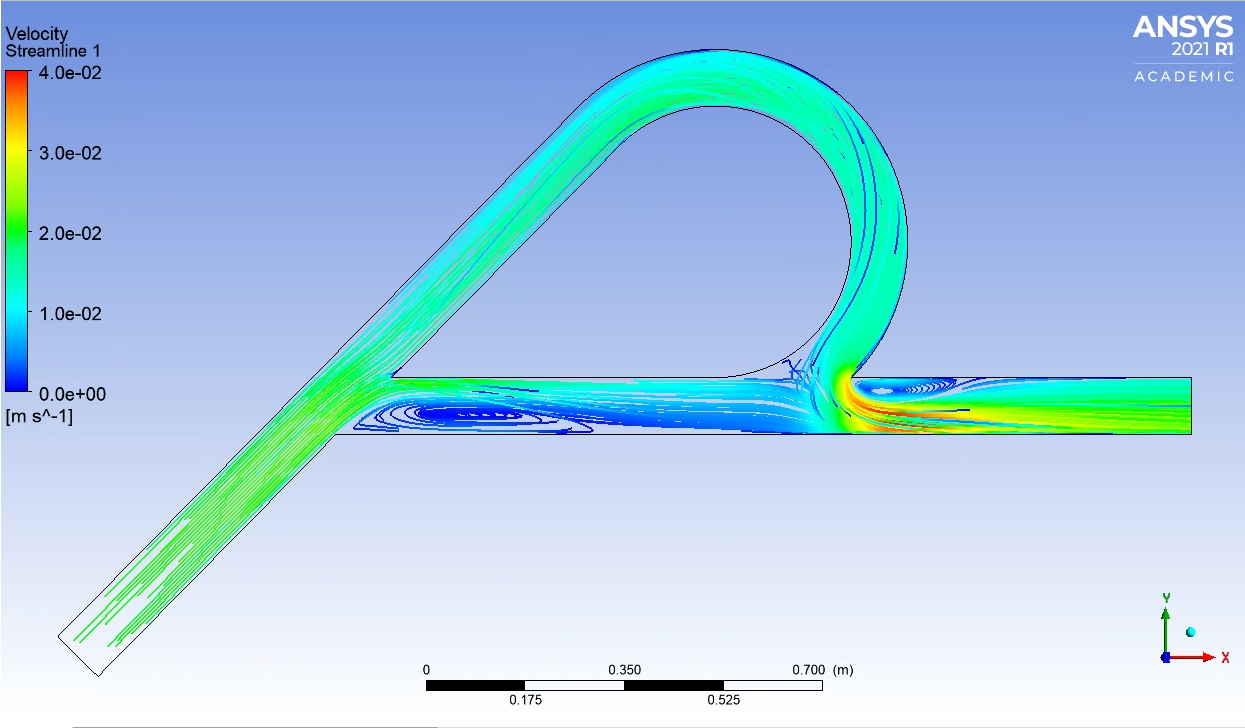 Velocity
Streamline 1
4.0e-02
3.0e-02
2.0e-02
1.0e-02
0.0e+00
[m s^-1]
ANSYS
2021 R1
ACADEMIC
0 0.350 0.700 (m)
0.175 0.525
Y
X